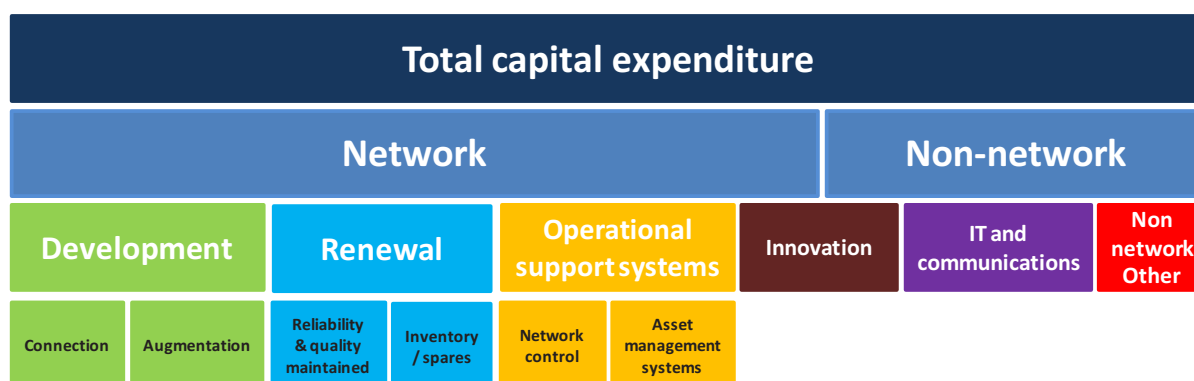 Total capital expenditure
Network
Non-network
Development
Renewal
Operational
support systems
Innovation
IT and
communications
Non
network
Other
Connection
Augmentation
Reliability
& quality
maintained
Inventory
/ spares
Network
control
Asset
management
systems